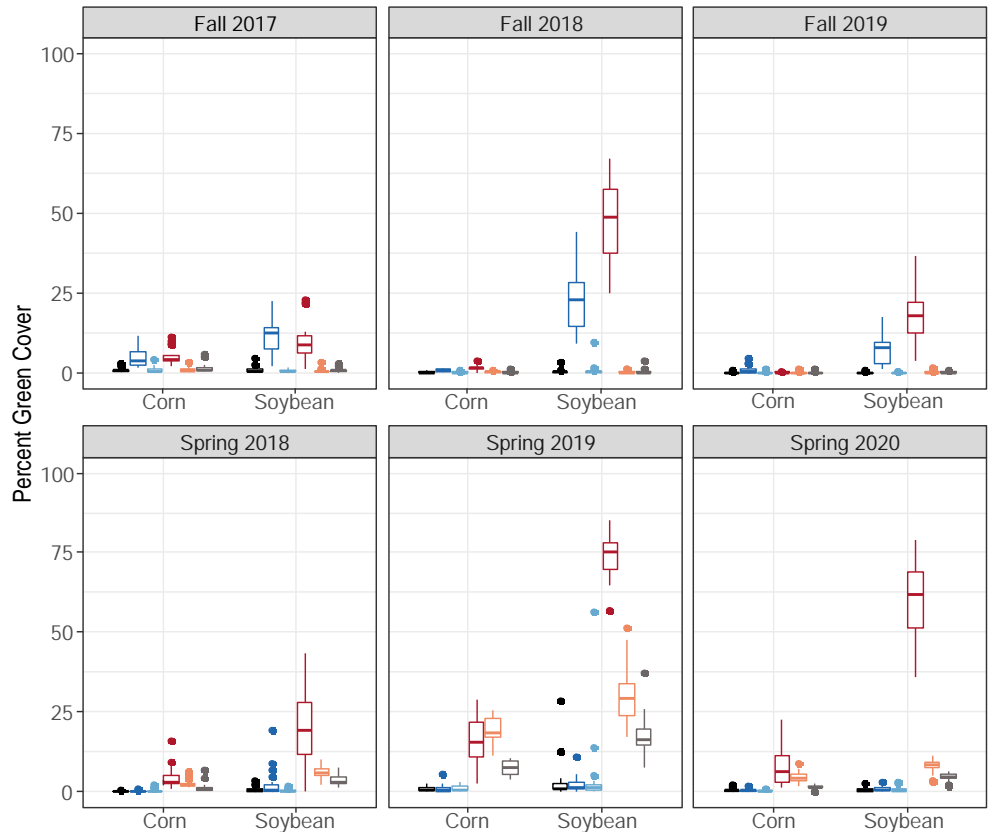 Fall 2017 Fall 2018 Fall 2019
100
75
50
25
0
Corn Soybean Corn Soybean Corn Soybean
Percent Green Cover
Spring 2018 Spring 2019 Spring 2020
100
75
50
25
0
Corn Soybean Corn Soybean Corn Soybean